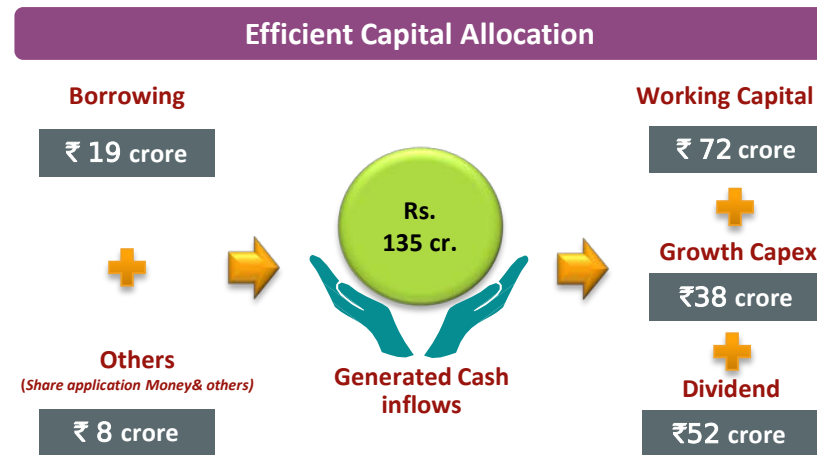 Efficient Capital Allocation
Borrowing
₹ 19 crore
Others
(Share application Money& others)
₹ 8 crore
Rs.
135 cr.
Generated Cash
inflows
Working Capital
₹ 72 crore
Growth Capex
₹38 crore
Dividend
₹52 crore